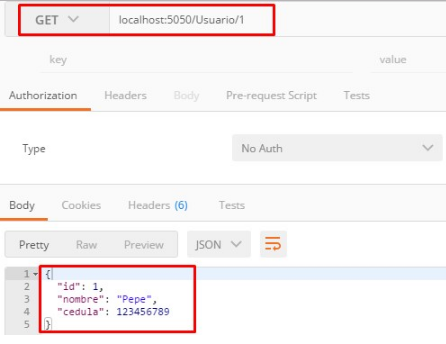 GET localhost:5050/Usuario/1
key value
Authorization Headers Body Pre-request Script Tests
Type No Auth
Body Cookies Headers (6) Tests
Pretty Raw Preview JSON
1 {
2 "id": 1,
3 "nombre": "Pepe",
4 "cedula": 123456789
5 }